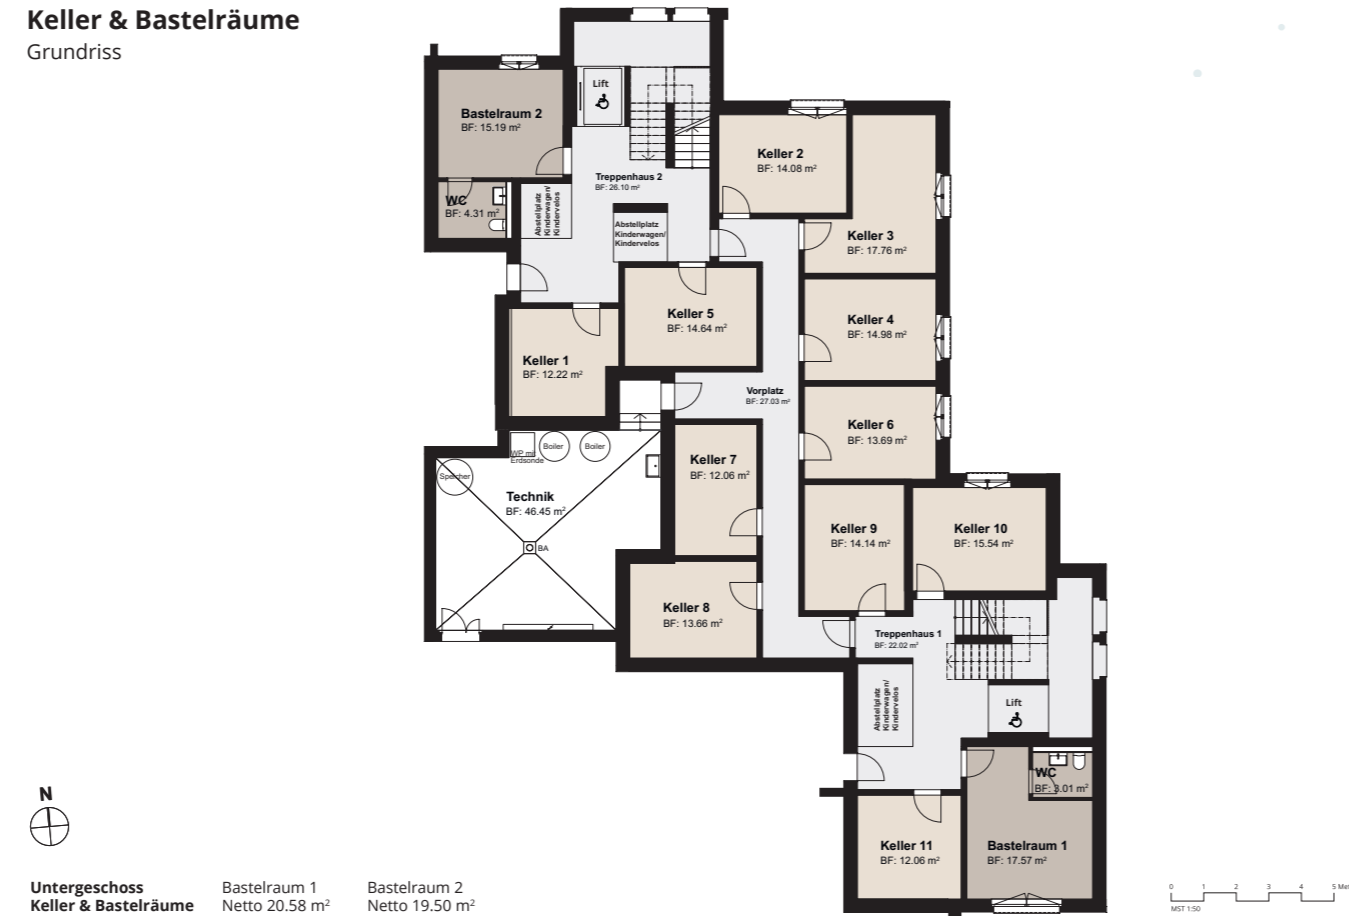 Keller & Bastelräume
Grundriss
Lift
Bastelraum 2
BF: 15.19 m²
Keller 2
BF: 14.08 m²
Treppenhaus 2
BF: 26.10 m²
WC
BF: 4.31 m²
Abstellplatz
Kinderwagen/
Kindervelos
Abstellplatz
Kinderwagen/
Kindervelos
Keller 3
BF: 17.76 m²
Keller 5
BF: 14.64 m²
Keller 4
BF: 14.98 m²
Keller 1
BF: 12.22 m²
Vorplatz
BF: 27.03 m²
Keller 6
BF: 13.69 m²
WP mit
Erdsonde
Boiler
Boiler
Speicher
Keller 7
BF: 12.06 m²
Technik
BF: 46.45 m²
BA
Keller 9
BF: 14.14 m²
Keller 10
BF: 15.54 m²
Keller 8
BF: 13.66 m²
Treppenhaus 1
BF: 22.02 m²
Abstellplatz
Kinderwagen/
Kindervelos
Lift
WC
BF: 3.01 m²
Keller 11
BF: 12.06 m²
Bastelraum 1
BF: 17.57 m²
N
Untergeschoss Bastelraum 1 Bastelraum 2
Keller & Bastelräume Netto 20.58 m² Netto 19.50 m²
0 1 2 3 4 5 Met
MST 1:50